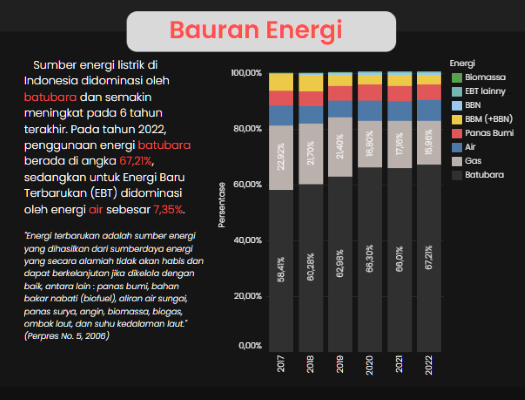 Bauran Energi
Sumber energi listrik di
Indonesia didominasi oleh
batubara dan semakin
meningkat pada 6 tahun
terakhir. Pada tahun 2022,
penggunaan energi batubara
berada di angka 67,21%,
sedangkan untuk Energi Baru
Terbarukan (EBT) didominasi
oleh energi air sebesar 7,35%.
"Energi terbarukan adalah sumber energi
yang dihasilkan dari sumberdaya energi
yang secara alamiah tidak akan habis dan
dapat berkelanjutan jika dikelola dengan
baik, antara lain : panas bumi, bahan
bakar nabati (biofuel), aliran air sungai,
panas surya, angin, biomassa, biogas,
ombak laut, dan suhu kedalaman laut."
(Perpres No. 5, 2006)
Persentase
100,00%
80,00%
60,00%
40,00%
20,00%
0,00%
22,92%
21,70%
21,40%
16,80%
17,16%
15,96%
58,41%
60,28%
62,98%
66,30%
66,01%
67,21%
2017
2018
2019
2020
2021
2022
Energi
Biomassa
EBT lainny
BBN
BBM (+BBN)
Panas Bumi
Air
Gas
Batubara